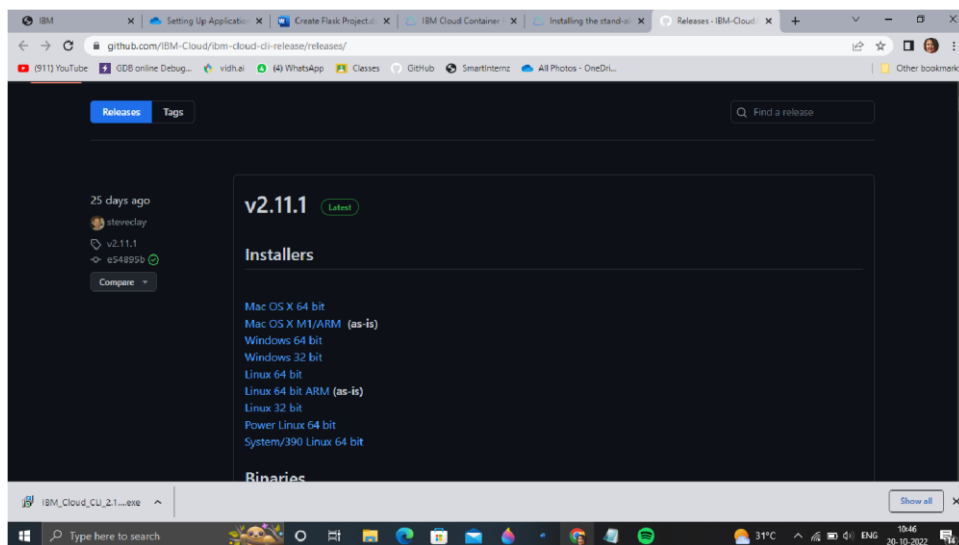 IBM
Setting Up Application
Create Flask Project.d
IBM Cloud Container
Installing the stand-al
Releases · IBM-Cloud/
github.com/IBM-Cloud/ibm-cloud-cli-release/releases/
(911) YouTube
GDB online Debug...
vidh.ai
(4) WhatsApp
Classes
GitHub
SmartInternz
All Photos - OneDri...
Other bookmarks
Releases
Tags
Find a release
25 days ago
steveclay
v2.11.1
e54895b
Compare
v2.11.1 Latest
Installers
Mac OS X 64 bit
Mac OS X M1/ARM (as-is)
Windows 64 bit
Windows 32 bit
Linux 64 bit
Linux 64 bit ARM (as-is)
Linux 32 bit
Power Linux 64 bit
System/390 Linux 64 bit
Binaries
IBM_Cloud_CLI_2.1....exe
Show all
Type here to search
31°C
ENG
10:46
20-10-2022